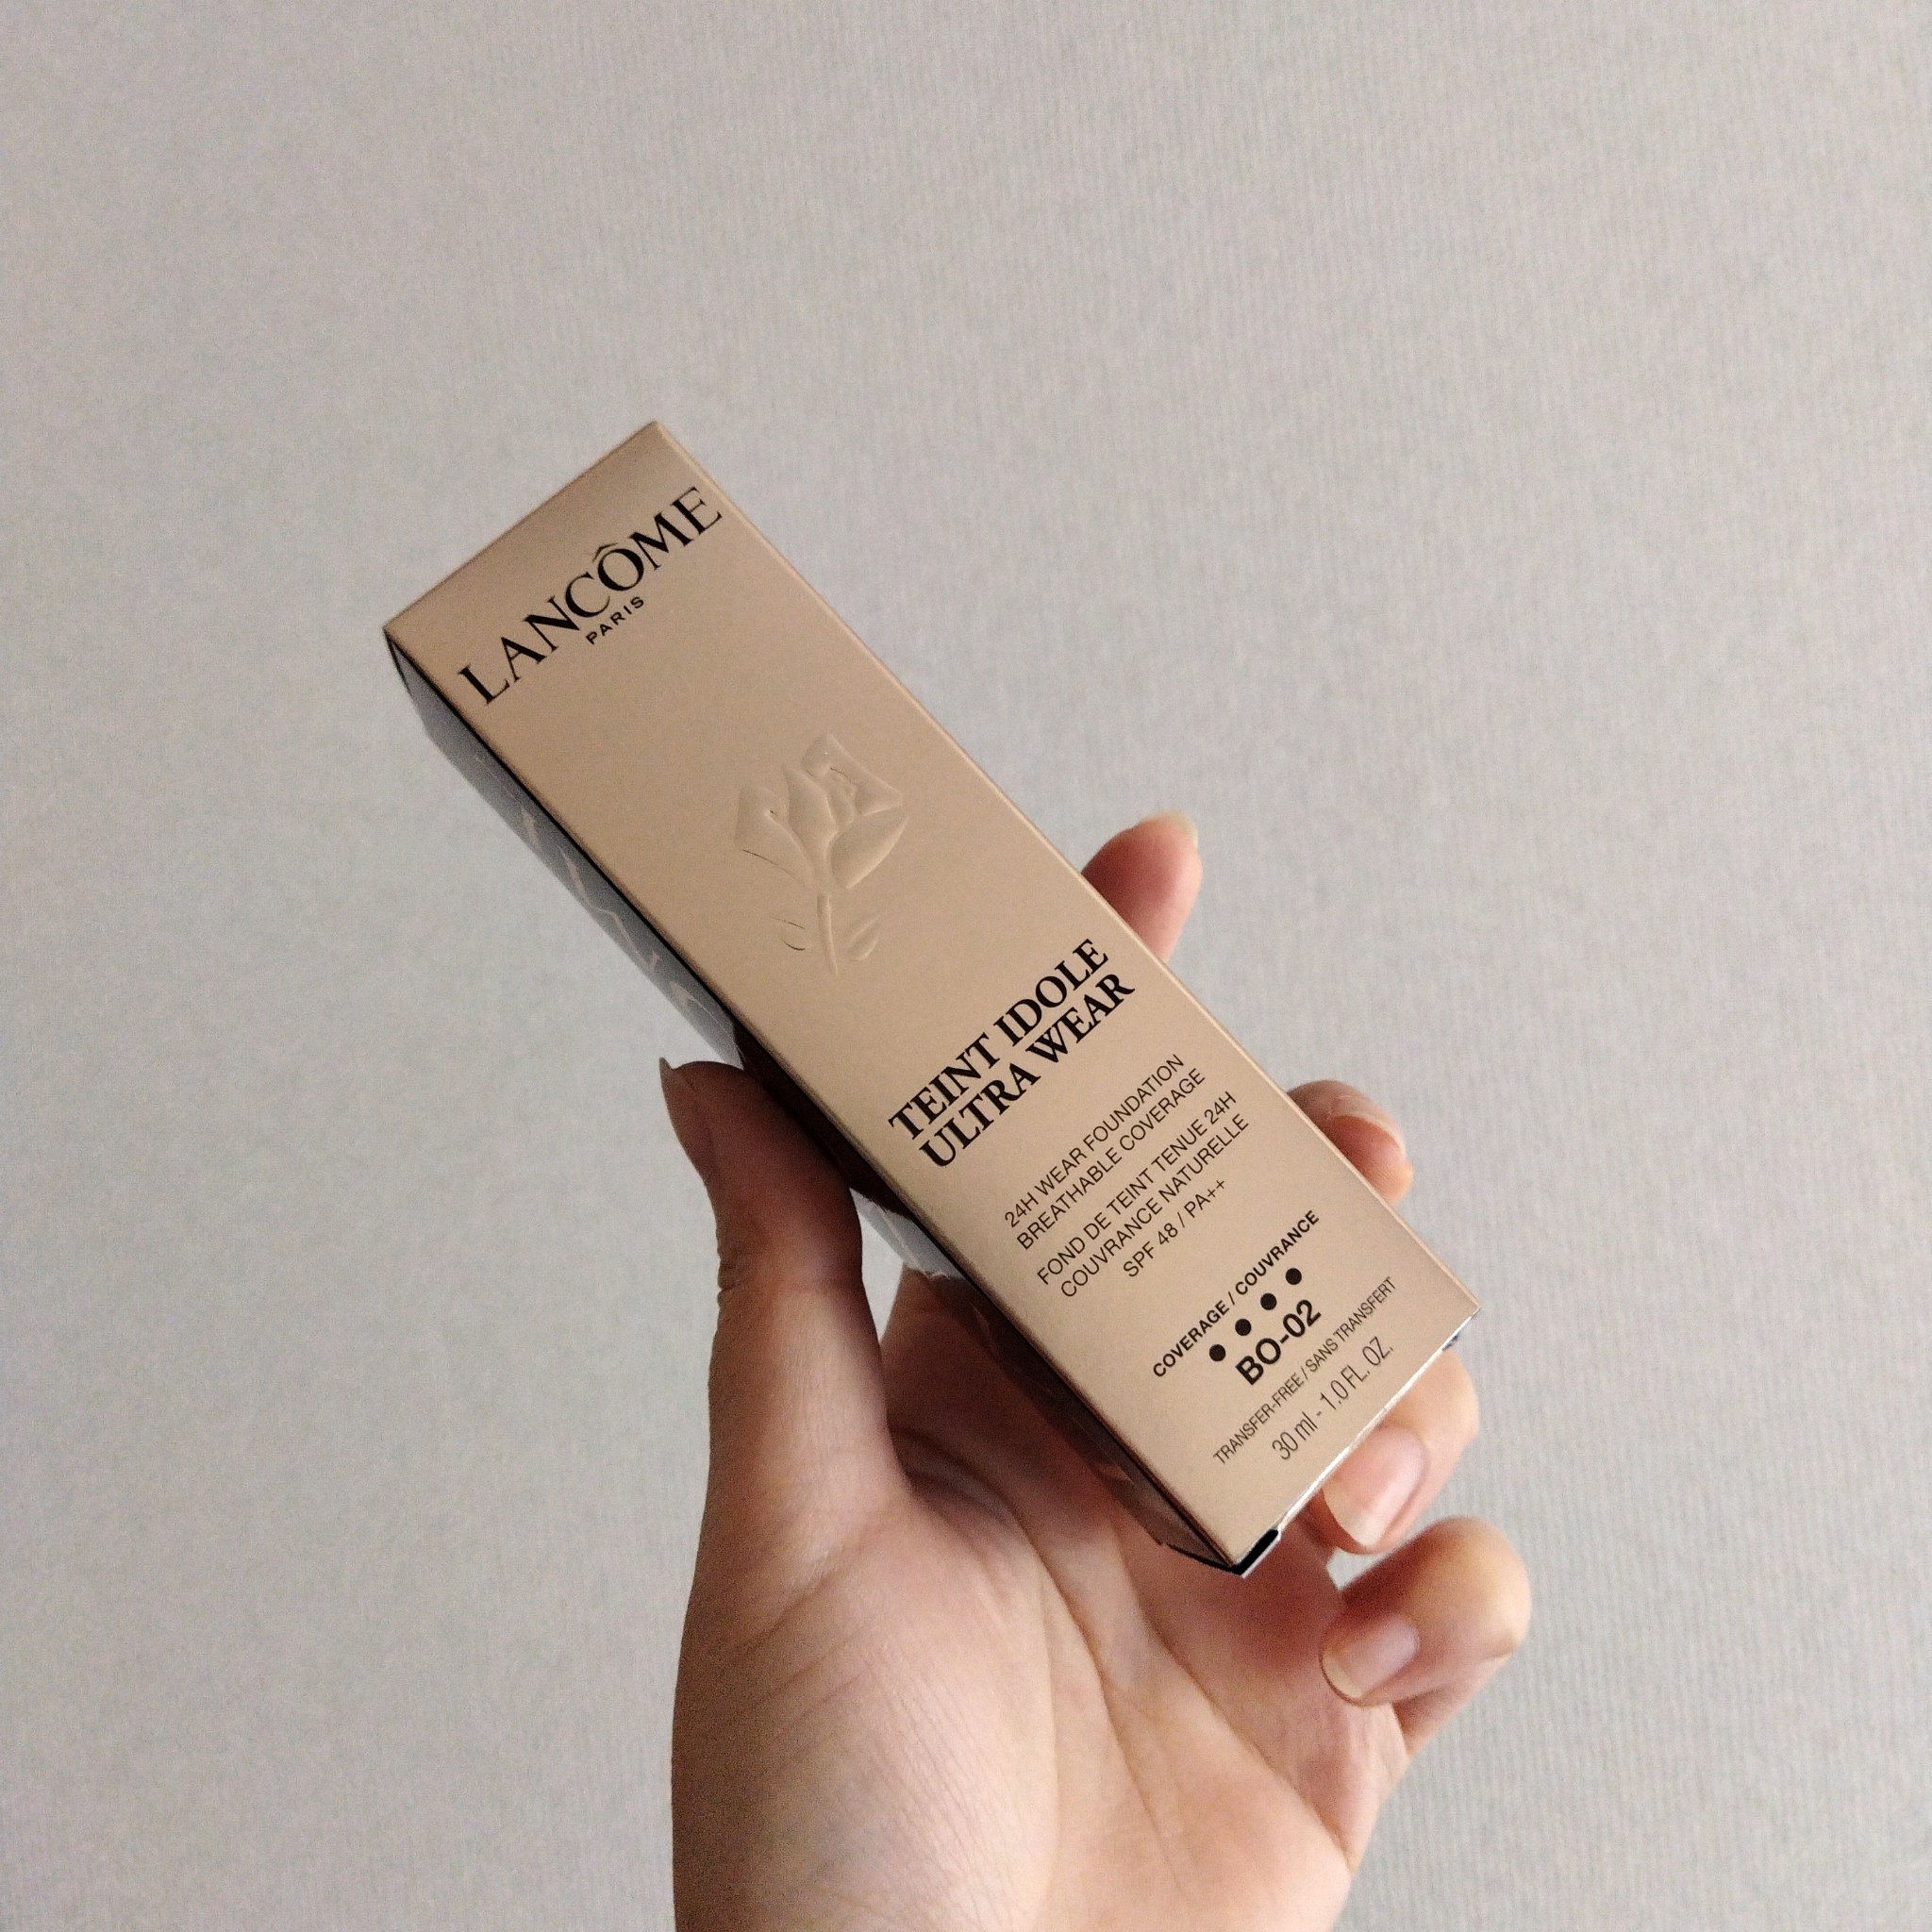 LANCÔME
PARIS
TEINT IDOLE
ULTRA WEAR
24H WEAR FOUNDATION
BREATHABLE COVERAGE
FOND DE TEINT TENUE 24H
COUVRANCE NATURELLE
SPF 48 / PA++
COVERAGE / COUVRANCE
BO-02
TRANSFER-FREE / SANS TRANSFERT
30 ml - 1.0 FL. OZ.